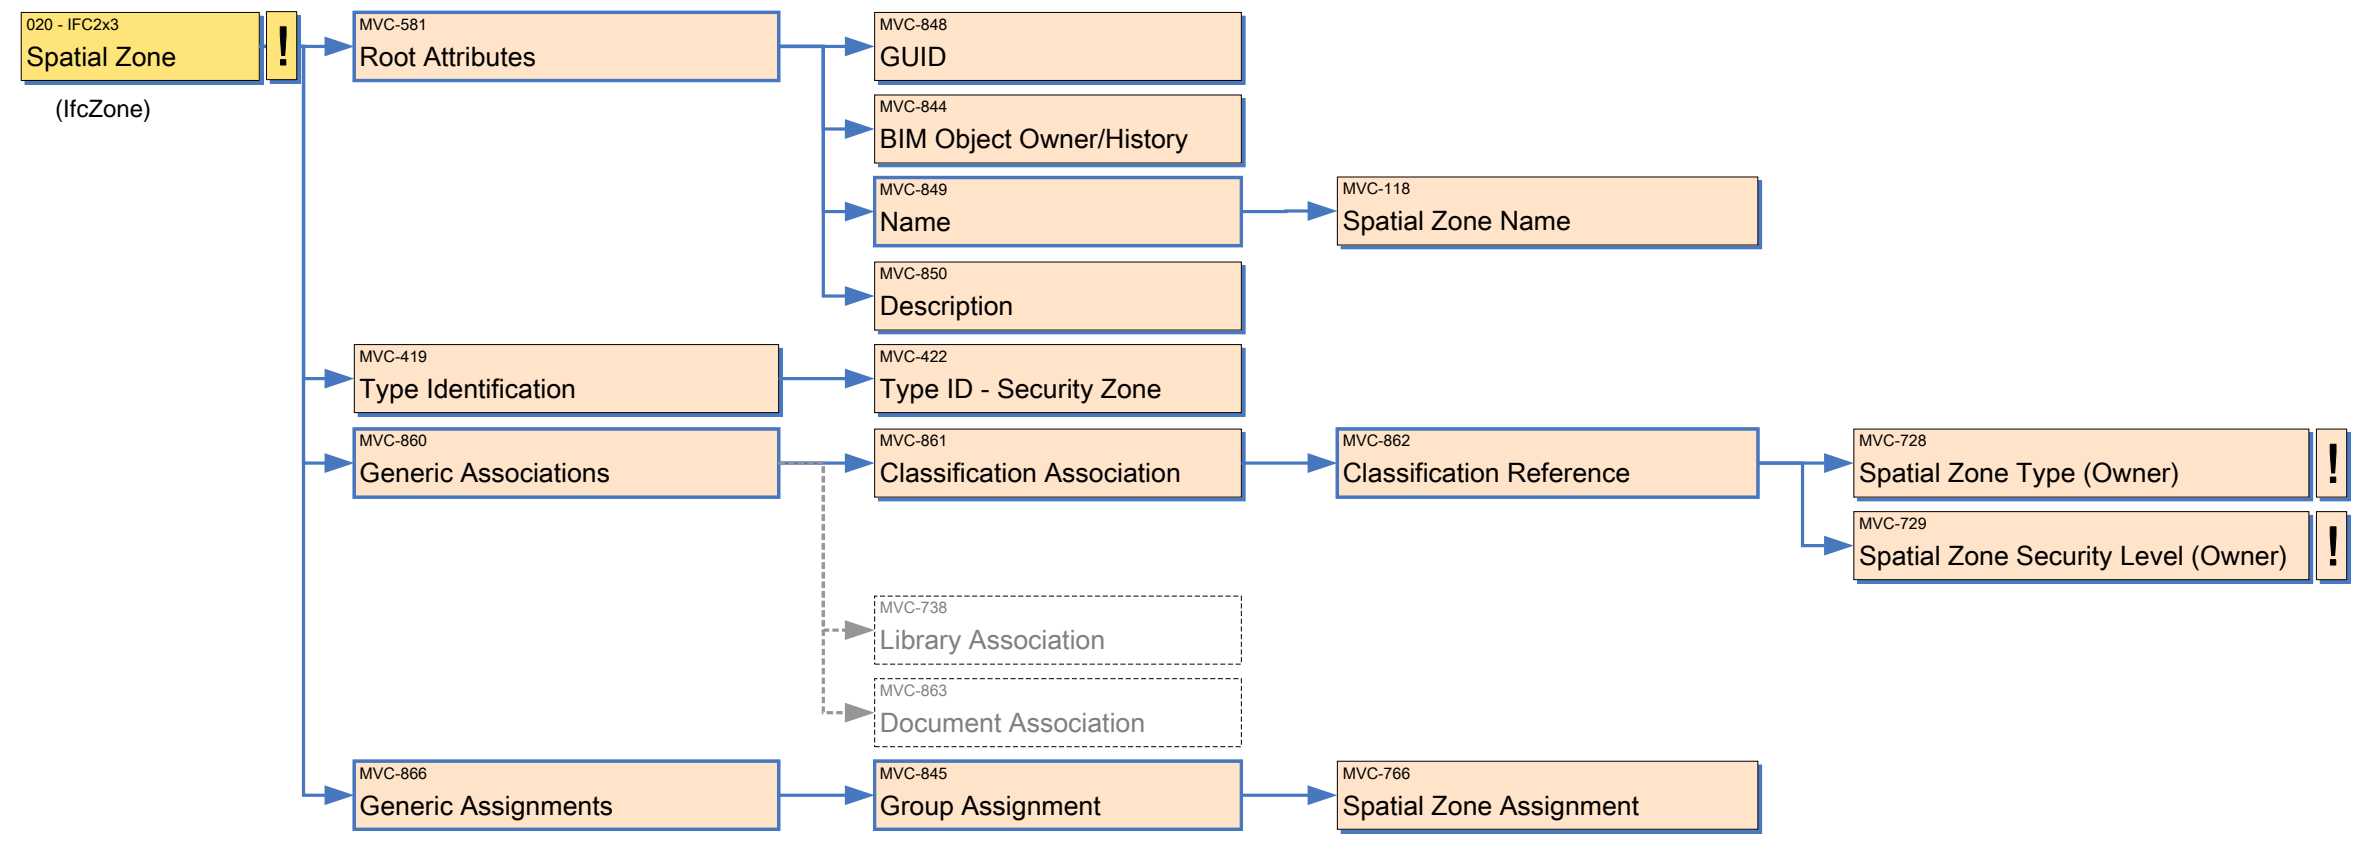 020 - IFC2x3
Spatial Zone
!
(IfcZone)
MVC-581
Root Attributes
MVC-848
GUID
MVC-844
BIM Object Owner/History
MVC-849
Name
MVC-118
Spatial Zone Name
MVC-850
Description
MVC-419
Type Identification
MVC-422
Type ID - Security Zone
MVC-860
Generic Associations
MVC-861
Classification Association
MVC-862
Classification Reference
MVC-728
Spatial Zone Type (Owner)
!
MVC-729
Spatial Zone Security Level (Owner)
!
MVC-738
Library Association
MVC-863
Document Association
MVC-866
Generic Assignments
MVC-845
Group Assignment
MVC-766
Spatial Zone Assignment